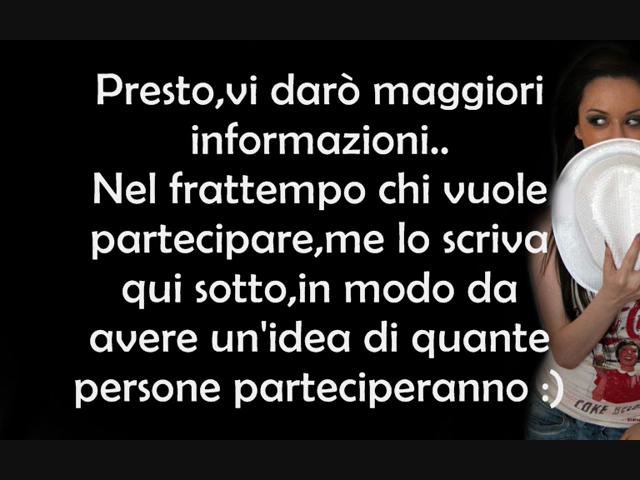 Presto,vi darò maggiori
informazioni..
Nel frattempo chi vuole
partecipare,me lo scriva
qui sotto,in modo da
avere un'idea di quante
persone parteciperanno :)
COKE